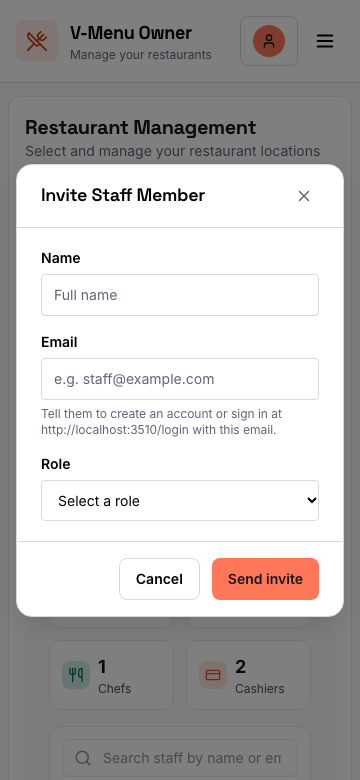 V-Menu Owner
Manage your restaurants
Restaurant Management
Select and manage your restaurant locations
Invite Staff Member
Name
Full name
Email
e.g. staff@example.com
Tell them to create an account or sign in at
http://localhost:3510/login with this email.
Role
Select a role
Cancel
Send invite
1
Chefs
2
Cashiers
Search staff by name or em